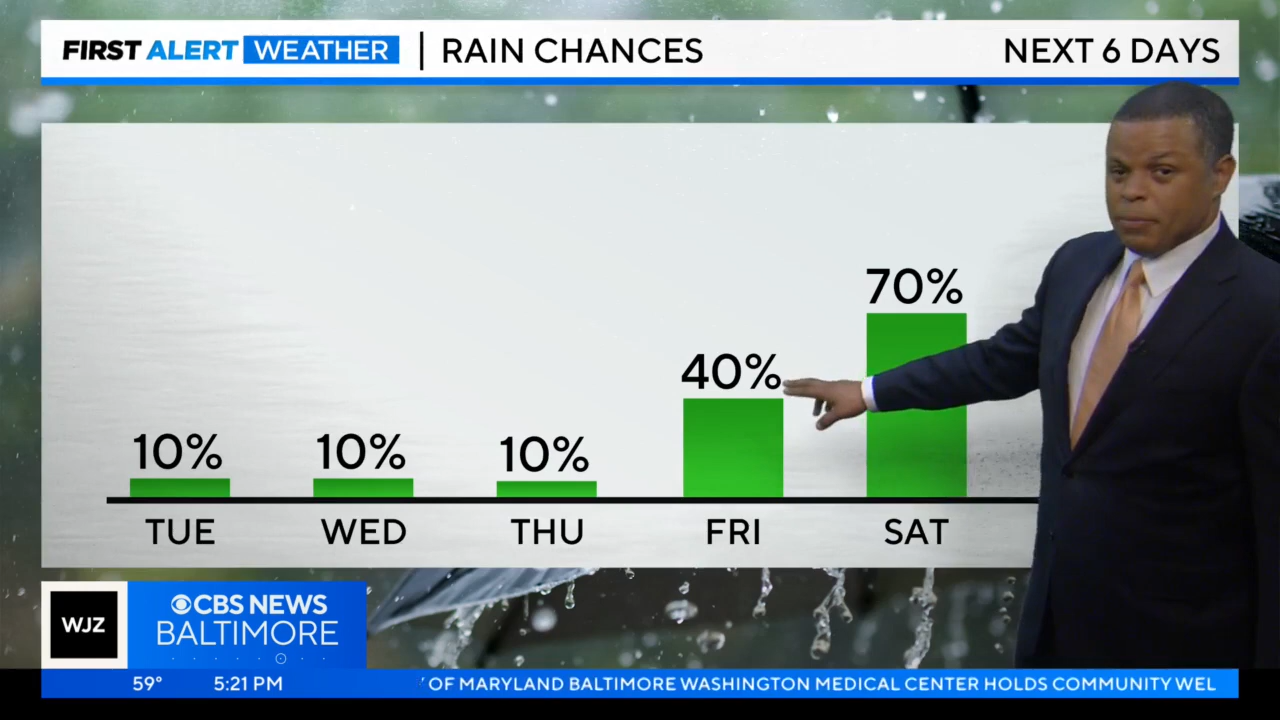 FIRST ALERT WEATHER | RAIN CHANCES NEXT 6 DAYS
70%
40%
10% 10% 10%
TUE WED THU FRI SAT
WJZ
CBS NEWS
BALTIMORE
59° 5:21 PM OF MARYLAND BALTIMORE WASHINGTON MEDICAL CENTER HOLDS COMMUNITY WEL